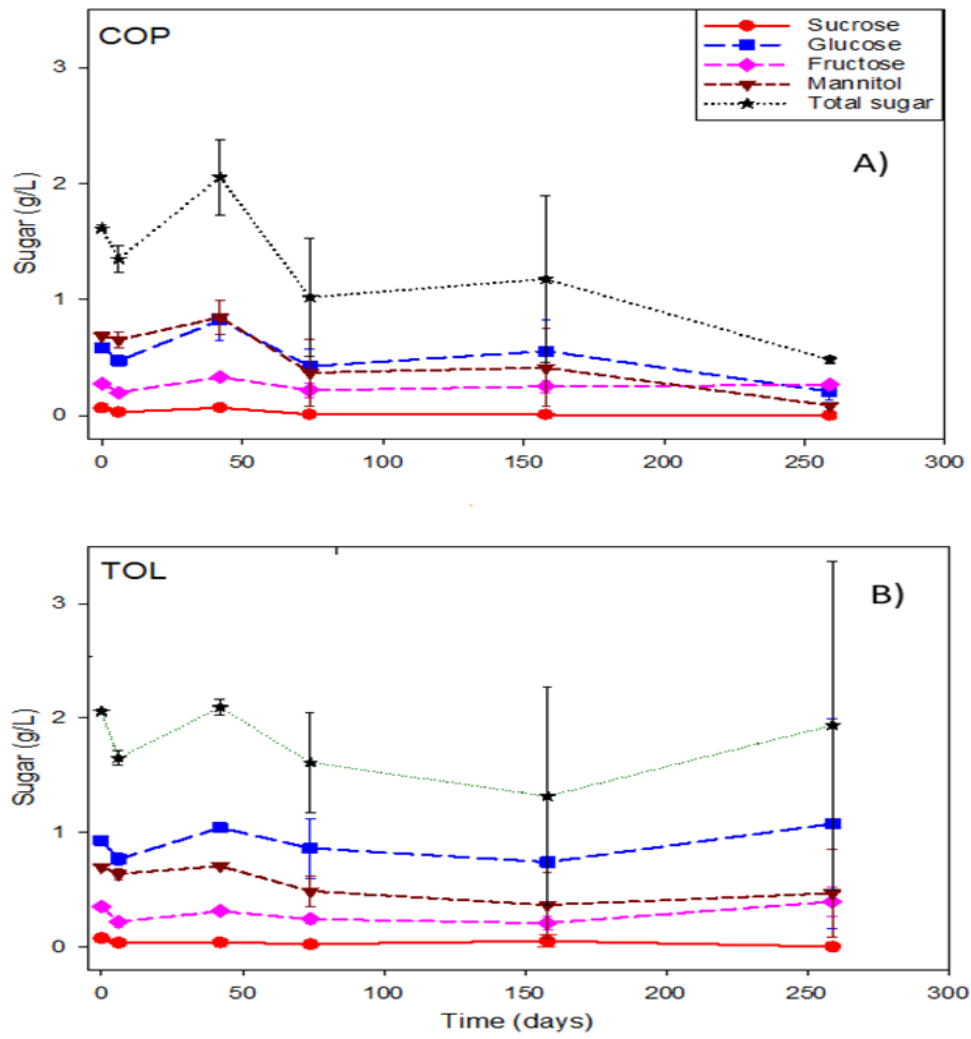 COP
Sucrose
Glucose
Fructose
Mannitol
Total sugar
A)
3
2
1
0
Sugar (g/L)
0 50 100 150 200 250 300
TOL
B)
3
2
1
0
Sugar (g/L)
0 50 100 150 200 250 300
Time (days)